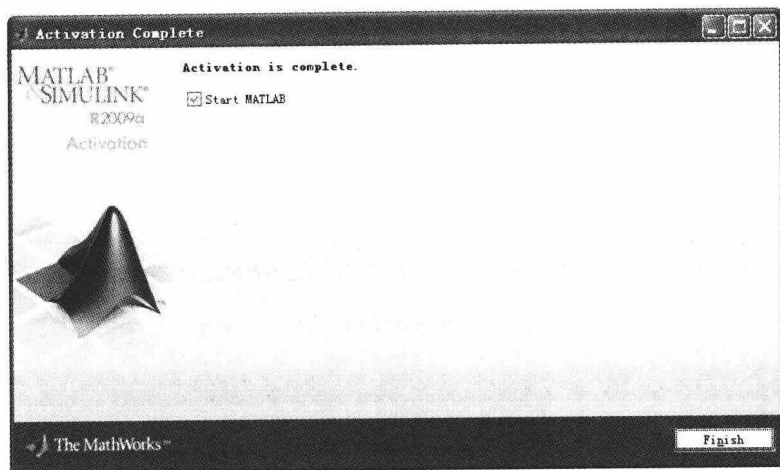 Activation Complete
MATLAB®
&SIMULINK®
R2009a
Activation
Activation is complete.
Start MATLAB
The MathworksTM
Finish